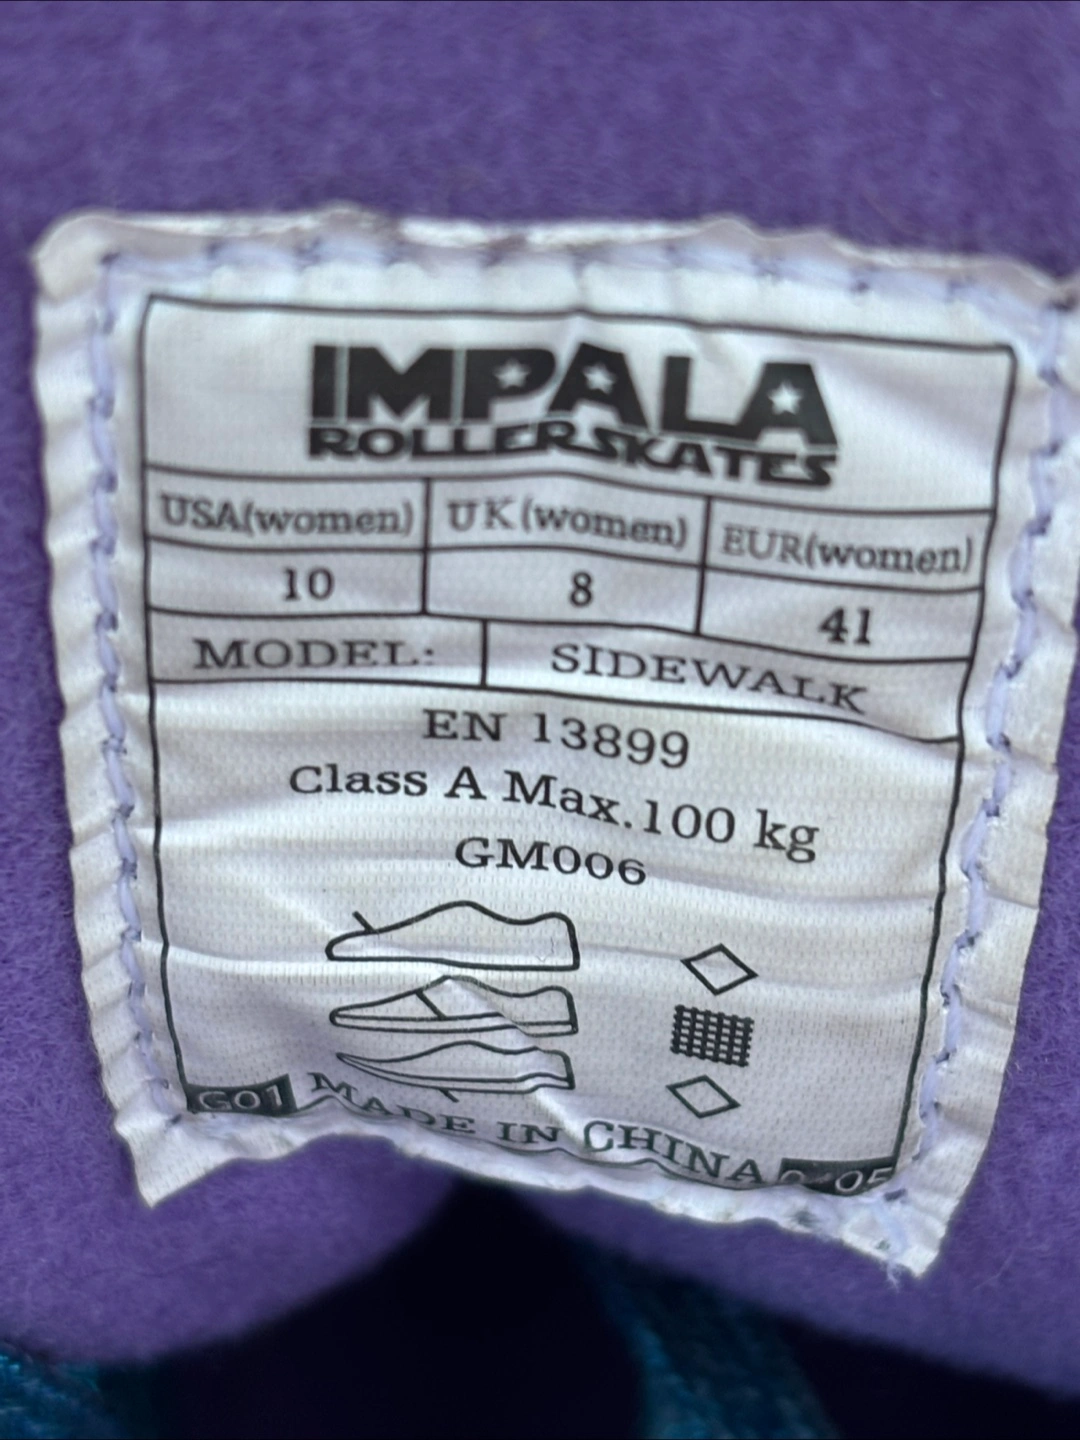 IMPALA
ROLLERSKATES
USA(women) UK(women) EUR(women)
10 8 41
MODEL: SIDEWALK
EN 13899
Class A Max.100 kg
GM006
G01 MADE IN CHINA